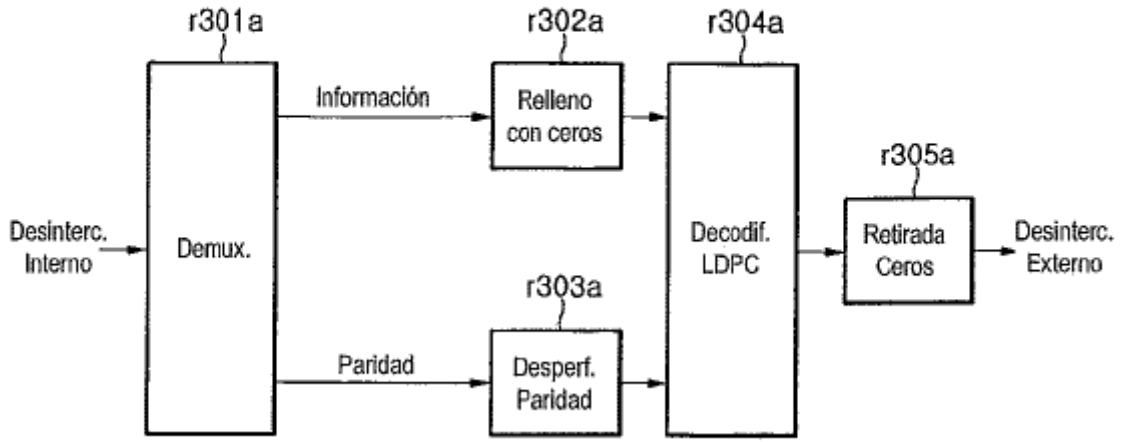 r301a
r302a
r304a
Información
Relleno
con ceros
r305a
Desinterc.
Interno
Demux.
Decodif.
LDPC
Retirada
Ceros
Desinterc.
Externo
r303a
Paridad
Desperf.
Paridad